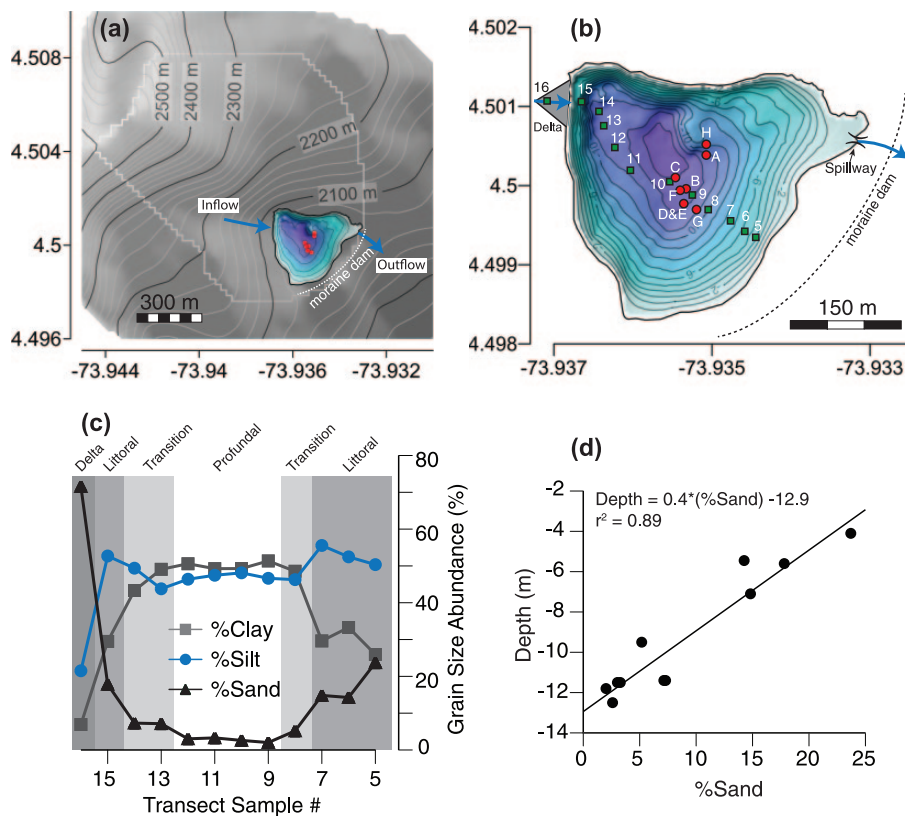 (a)
4.508
4.504
4.5
4.496
2500 m
2400 m
2300 m
2200 m
2100 m
Inflow
Outflow
moraine dam
300 m
-73.944
-73.94
-73.936
-73.932
(b)
4.502
4.501
4.5
4.499
4.498
16
15
14
13
12
11
10
9
8
7
6
5
Delta
H
A
C
B
F
D&E
G
Spillway
moraine dam
150 m
-73.937
-73.935
-73.933
(c)
Delta
Littoral
Transition
Profundal
Transition
Littoral
80
60
40
20
0
Grain Size Abundance (%)
%Clay
%Silt
%Sand
15
13
11
9
7
5
Transect Sample #
(d)
Depth = 0.4*(%Sand) -12.9
r² = 0.89
-2
-4
-6
-8
-10
-12
-14
Depth (m)
0
5
10
15
20
25
%Sand